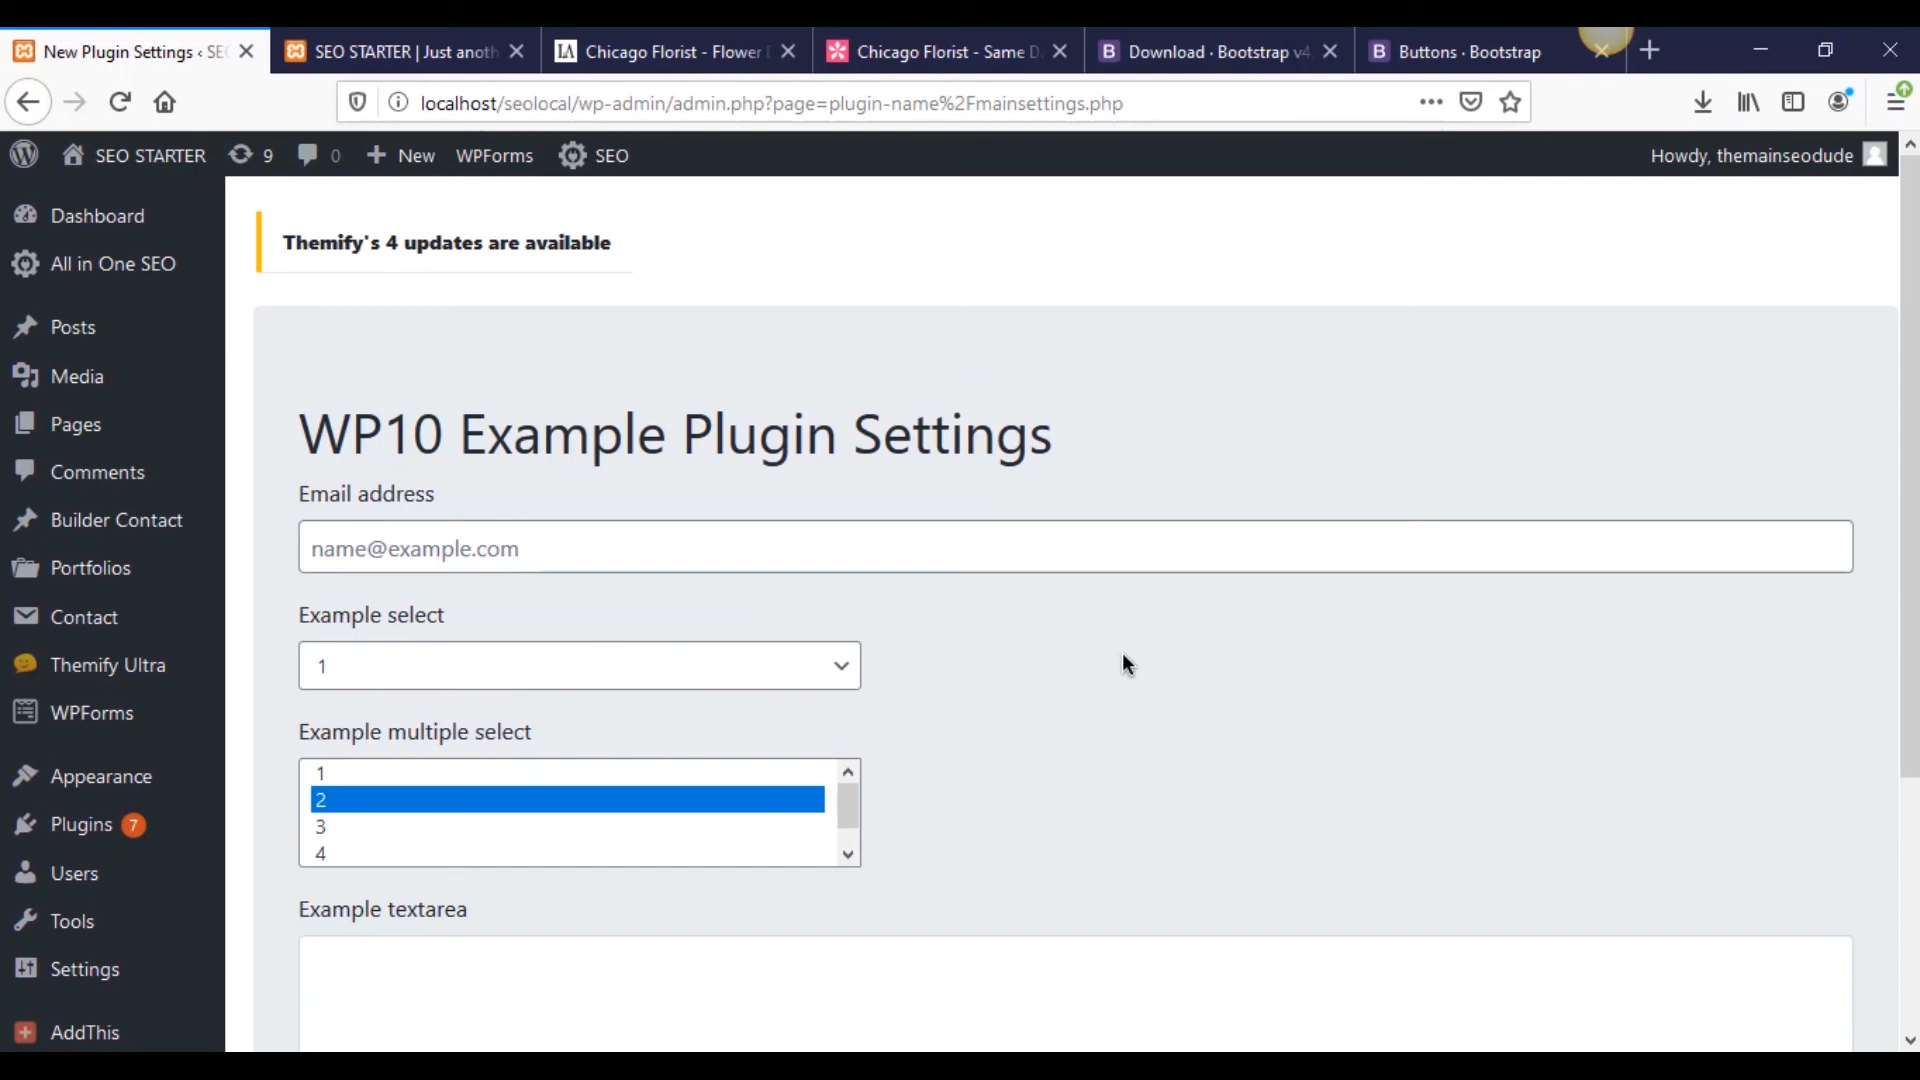 New Plugin Settings ‹ SEO
SEO STARTER | Just anoth
Chicago Florist - Flower
Chicago Florist - Same D
Download · Bootstrap v4
Buttons · Bootstrap
localhost/seolocal/wp-admin/admin.php?page=plugin-name%2Fmainsettings.php
SEO STARTER 9 0 New WPForms SEO Howdy, themainseodude
Dashboard
All in One SEO
Posts
Media
Pages
Comments
Builder Contact
Portfolios
Contact
Themify Ultra
WPForms
Appearance
Plugins 7
Users
Tools
Settings
AddThis
Themify's 4 updates are available
WP10 Example Plugin Settings
Email address
name@example.com
Example select
1
Example multiple select
1
2
3
4
Example textarea